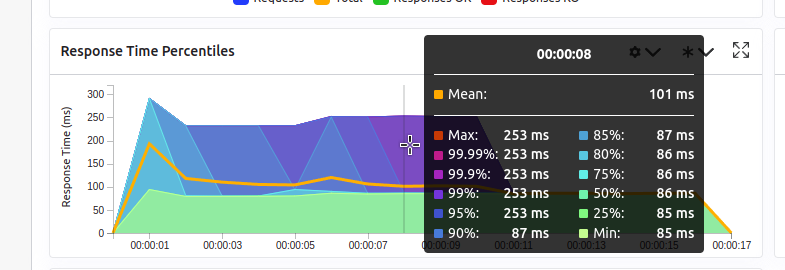 Requests Total Responses OK Responses KO
Response Time Percentiles
00:00:08
Mean: 101 ms
Max: 253 ms 85%: 87 ms
99.99%: 253 ms 80%: 86 ms
99.9%: 253 ms 75%: 86 ms
99%: 253 ms 50%: 86 ms
95%: 253 ms 25%: 85 ms
90%: 87 ms Min: 85 ms
Response Time (ms)
300
250
200
150
100
50
0
00:00:01 00:00:03 00:00:05 00:00:07 00:00:09 00:00:11 00:00:13 00:00:15 00:00:17